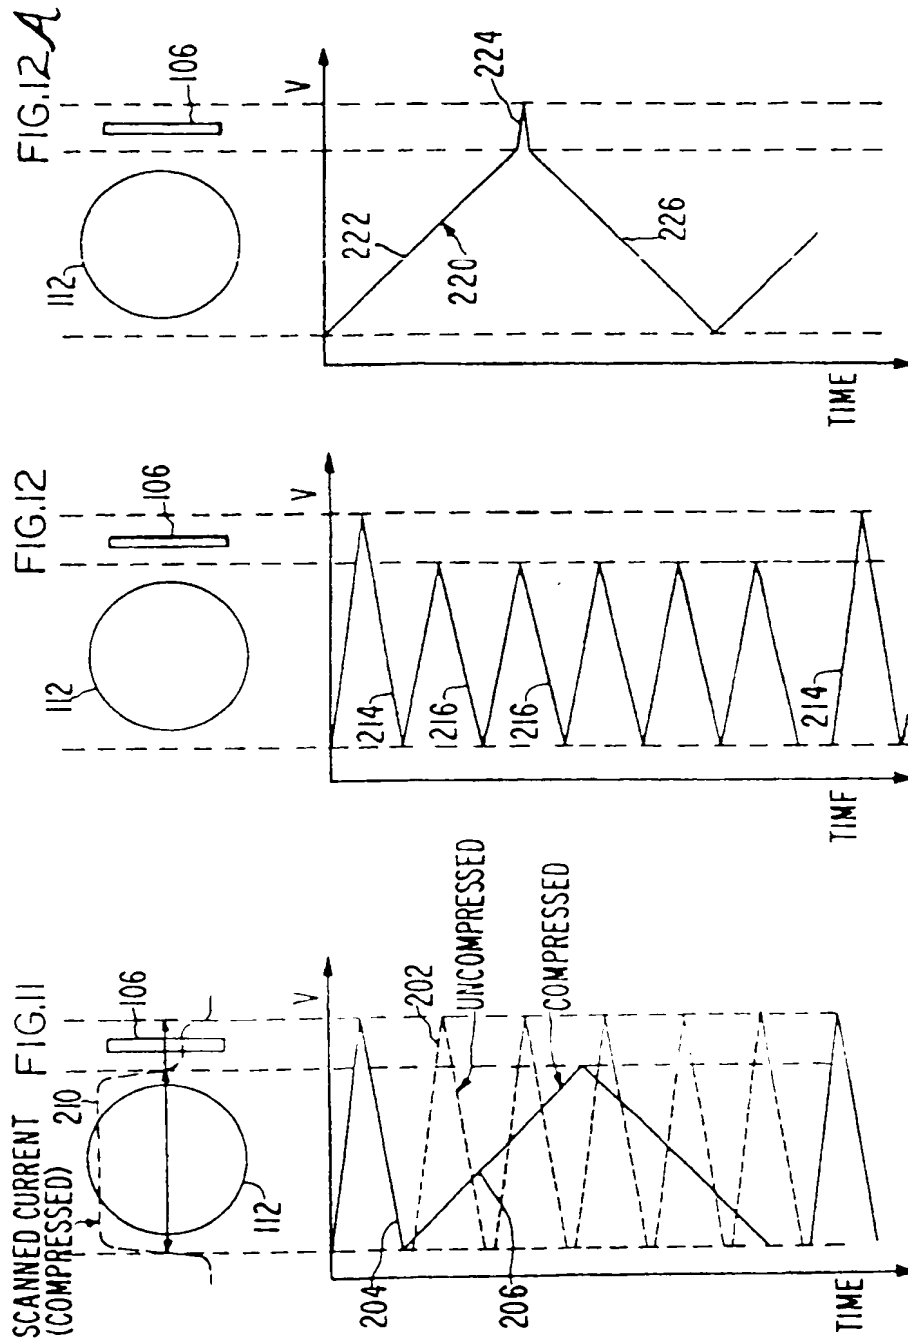 FIG.11
SCANNED CURRENT
(COMPRESSED)
210
106
112
V
202
UNCOMPRESSED
COMPRESSED
204
206
TIME
FIG.12
112
106
V
214
216
216
214
TIMF
FIG.12A
112
106
V
222
220
224
226
TIME